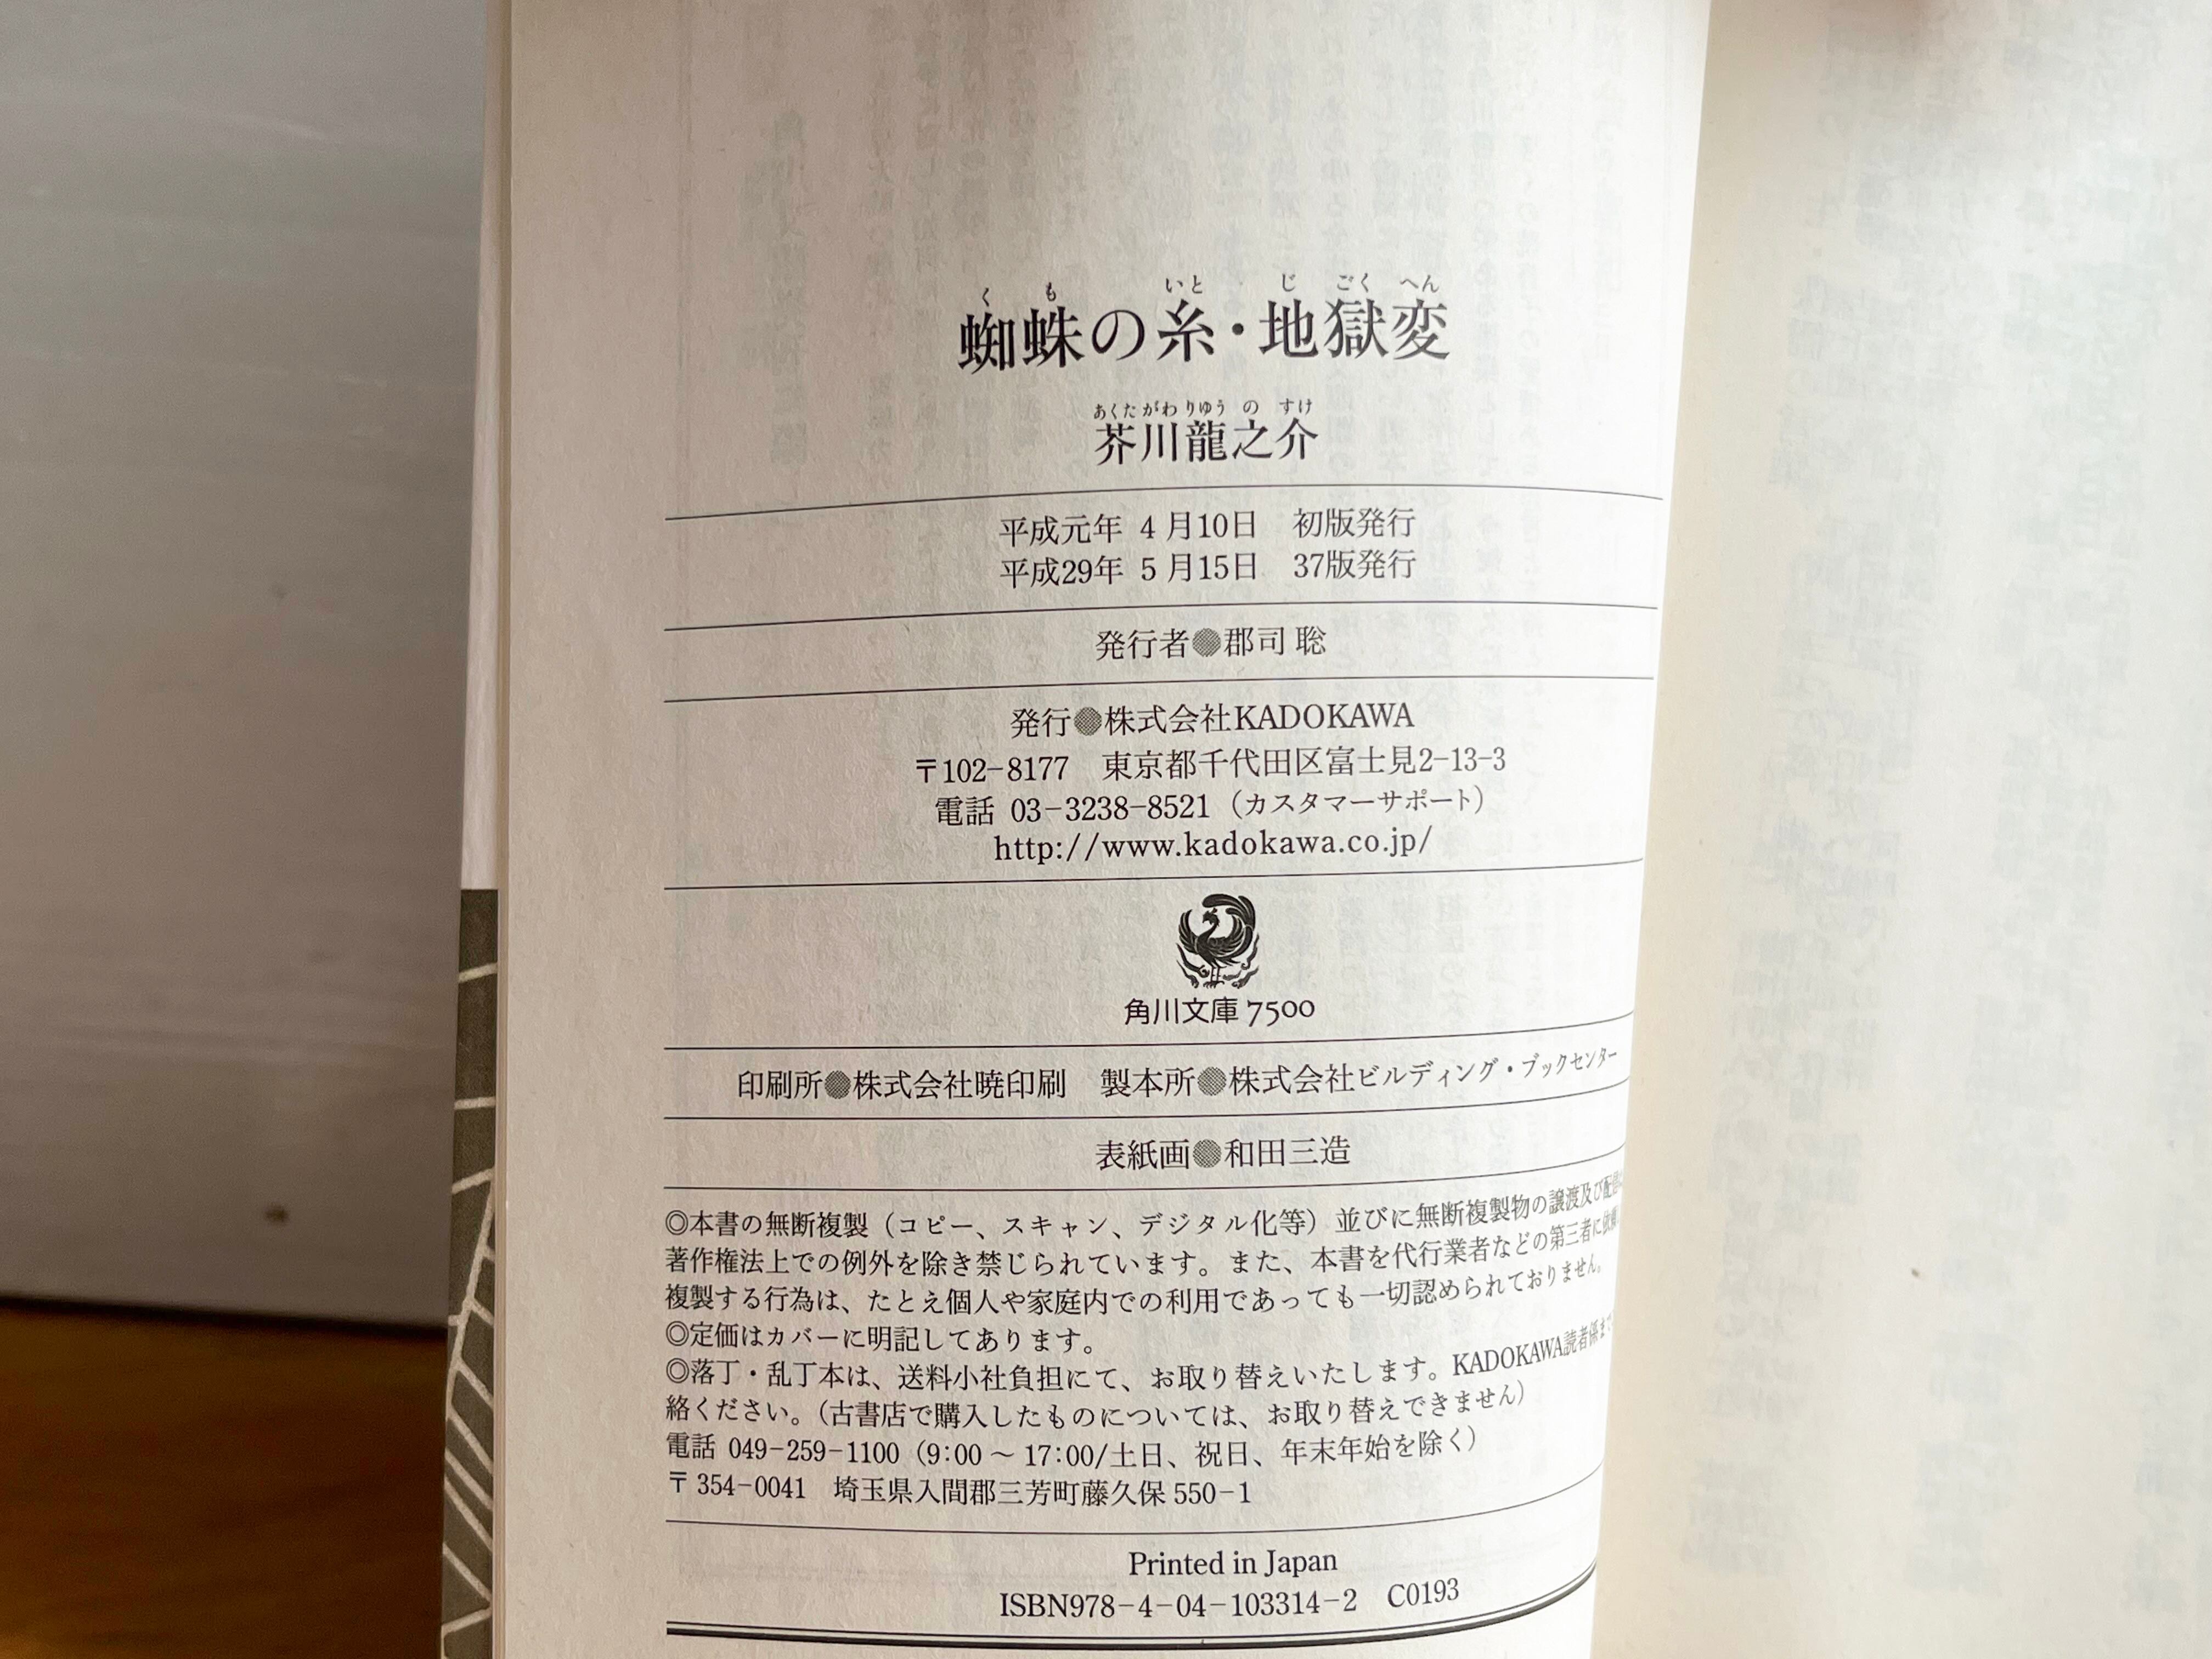 くも いと じごくへん
蜘蛛の糸・地獄変
あくたがわりゆうのすけ
芥川龍之介
平成元年 4月10日 初版発行
平成29年 5月15日 37版発行
発行者●郡司 聡
発行●株式会社KADOKAWA
〒102-8177 東京都千代田区富士見2-13-3
電話 03-3238-8521（カスタマーサポート）
http://www.kadokawa.co.jp/
角川文庫 7500
印刷所●株式会社暁印刷 製本所●株式会社ビルディング・ブックセンター
表紙画●和田三造
◎本書の無断複製（コピー、スキャン、デジタル化等）並びに無断複製物の譲渡及び配信
著作権法上での例外を除き禁じられています。また、本書を代行業者などの第三者に依頼
複製する行為は、たとえ個人や家庭内での利用であっても一切認められておりません。
◎定価はカバーに明記してあります。
◎落丁・乱丁本は、送料小社負担にて、お取り替えいたします。KADOKAWA読者係まで
絡ください。（古書店で購入したものについては、お取り替えできません）
電話 049-259-1100（9:00～17:00/土日、祝日、年末年始を除く）
〒354-0041 埼玉県入間郡三芳町藤久保 550-1
Printed in Japan
ISBN978-4-04-103314-2 C0193